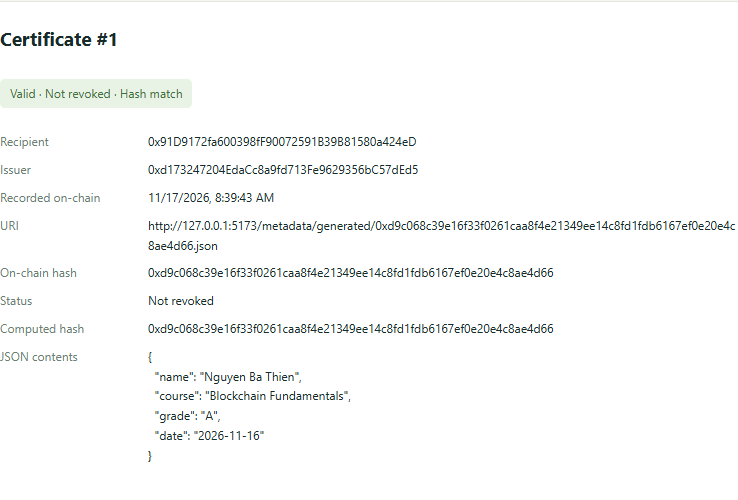 Certificate #1
Valid · Not revoked · Hash match
Recipient 0x91D9172fa600398fF90072591B39B81580a424eD
Issuer 0xd173247204EdaCc8a9fd713Fe9629356bC57dEd5
Recorded on-chain 11/17/2026, 8:39:43 AM
URI http://127.0.0.1:5173/metadata/generated/0xd9c068c39e16f33f0261caa8f4e21349ee14c8fd1fdb6167ef0e20e4c
8ae4d66.json
On-chain hash 0xd9c068c39e16f33f0261caa8f4e21349ee14c8fd1fdb6167ef0e20e4c8ae4d66
Status Not revoked
Computed hash 0xd9c068c39e16f33f0261caa8f4e21349ee14c8fd1fdb6167ef0e20e4c8ae4d66
JSON contents {
"name": "Nguyen Ba Thien",
"course": "Blockchain Fundamentals",
"grade": "A",
"date": "2026-11-16"
}